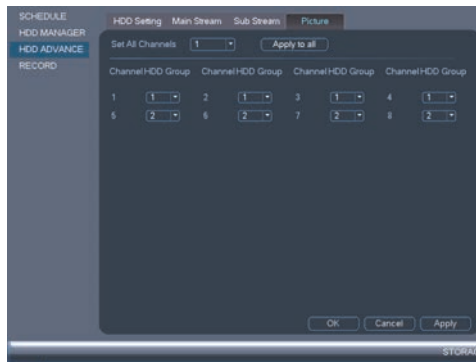 SCHEDULE
HDD MANAGER
HDD ADVANCE
RECORD
HDD Setting Main Stream Sub Stream Picture
Set All Channels 1 Apply to all
Channel HDD Group Channel HDD Group Channel HDD Group Channel HDD Group
1 1 2 1 3 1 4 1
5 2 6 2 7 2 8 2
OK Cancel Apply